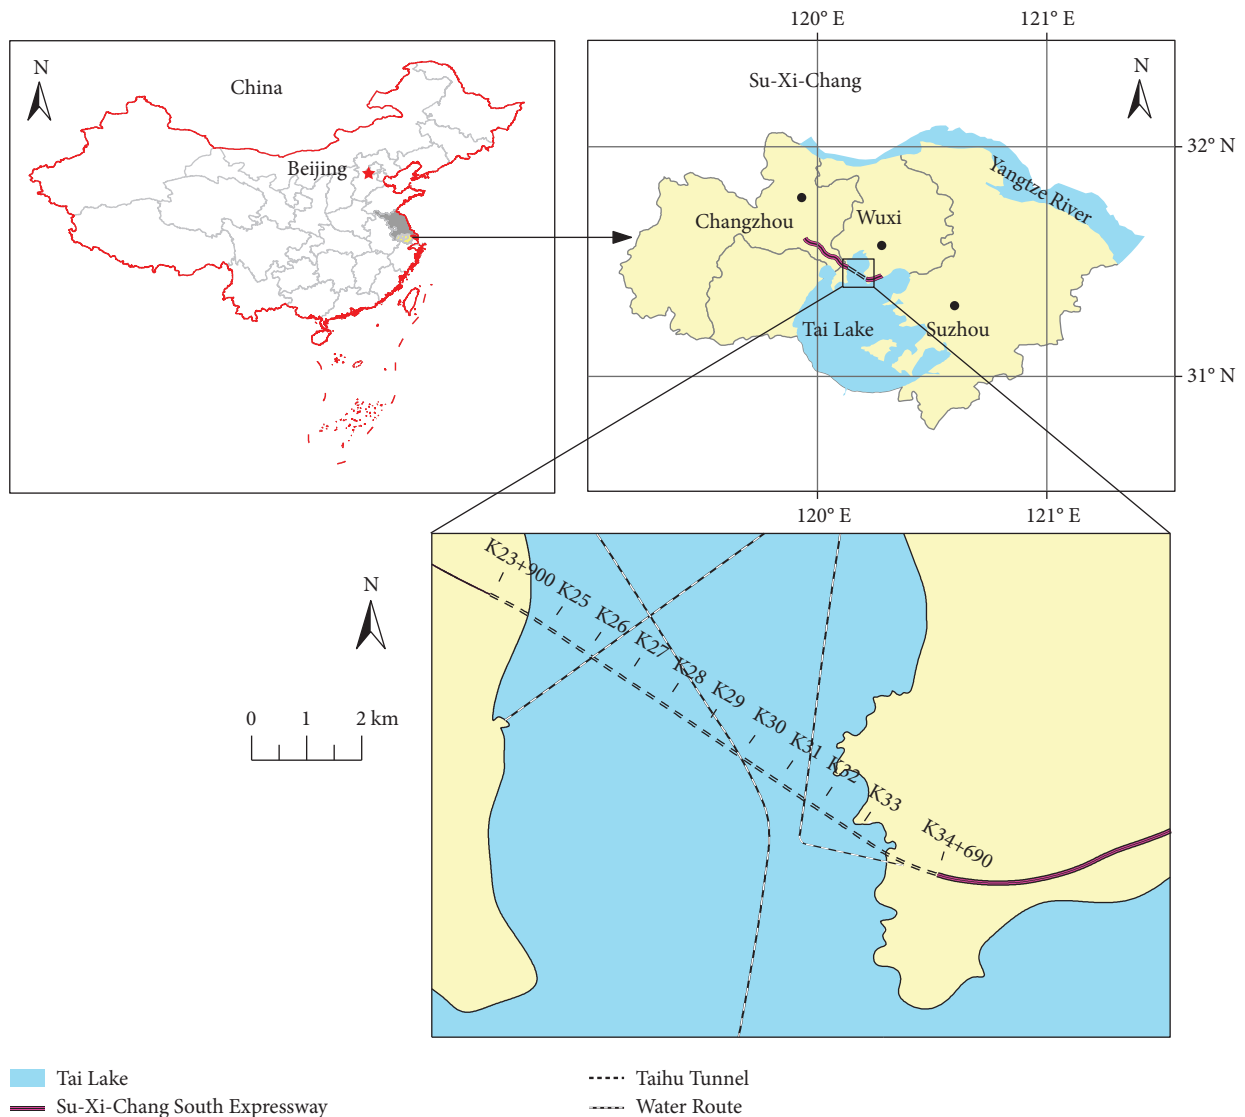 120° E
121° E
N
China
Beijing
Su-Xi-Chang
N
32° N
Yangtze River
Changzhou
Wuxi
Tai Lake
Suzhou
31° N
120° E
121° E
N
0 1 2 km
K23+900
K25
K26
K27
K28
K29
K30
K31
K32
K33
K34+690
Tai Lake
Su-Xi-Chang South Expressway
Taihu Tunnel
Water Route